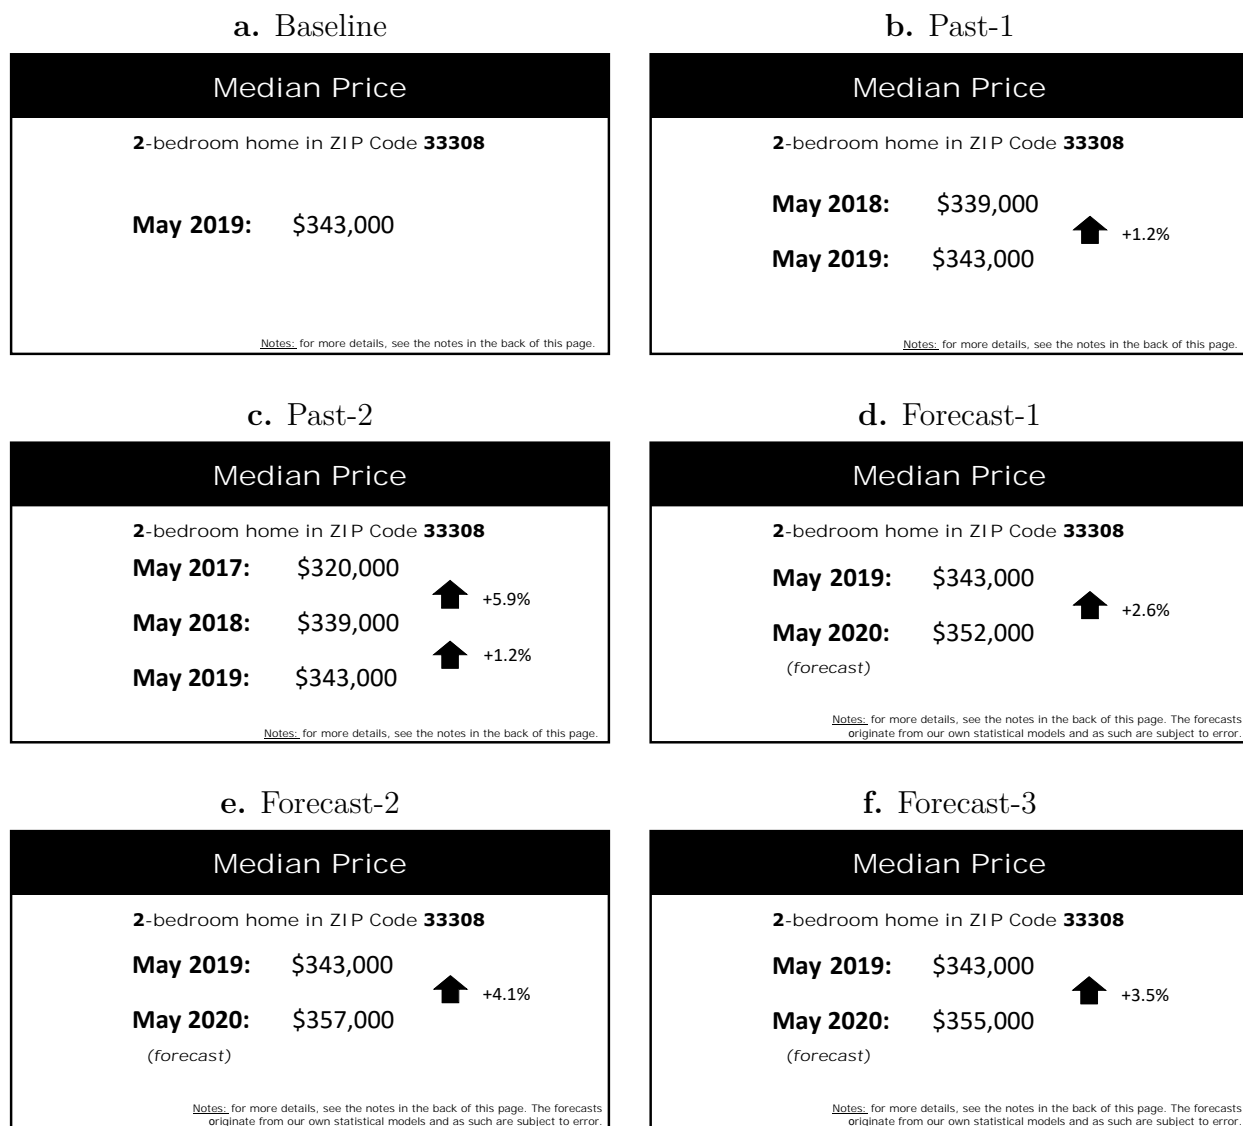 a. Baseline
Median Price
2-bedroom home in ZIP Code 33308
May 2019: $343,000
Notes: for more details, see the notes in the back of this page.
b. Past-1
Median Price
2-bedroom home in ZIP Code 33308
May 2018: $339,000
+1.2%
May 2019: $343,000
Notes: for more details, see the notes in the back of this page.
c. Past-2
Median Price
2-bedroom home in ZIP Code 33308
May 2017: $320,000
+5.9%
May 2018: $339,000
+1.2%
May 2019: $343,000
Notes: for more details, see the notes in the back of this page.
d. Forecast-1
Median Price
2-bedroom home in ZIP Code 33308
May 2019: $343,000
+2.6%
May 2020: $352,000
(forecast)
Notes: for more details, see the notes in the back of this page. The forecasts
originate from our own statistical models and as such are subject to error.
e. Forecast-2
Median Price
2-bedroom home in ZIP Code 33308
May 2019: $343,000
+4.1%
May 2020: $357,000
(forecast)
Notes: for more details, see the notes in the back of this page. The forecasts
originate from our own statistical models and as such are subject to error.
f. Forecast-3
Median Price
2-bedroom home in ZIP Code 33308
May 2019: $343,000
+3.5%
May 2020: $355,000
(forecast)
Notes: for more details, see the notes in the back of this page. The forecasts
originate from our own statistical models and as such are subject to error.